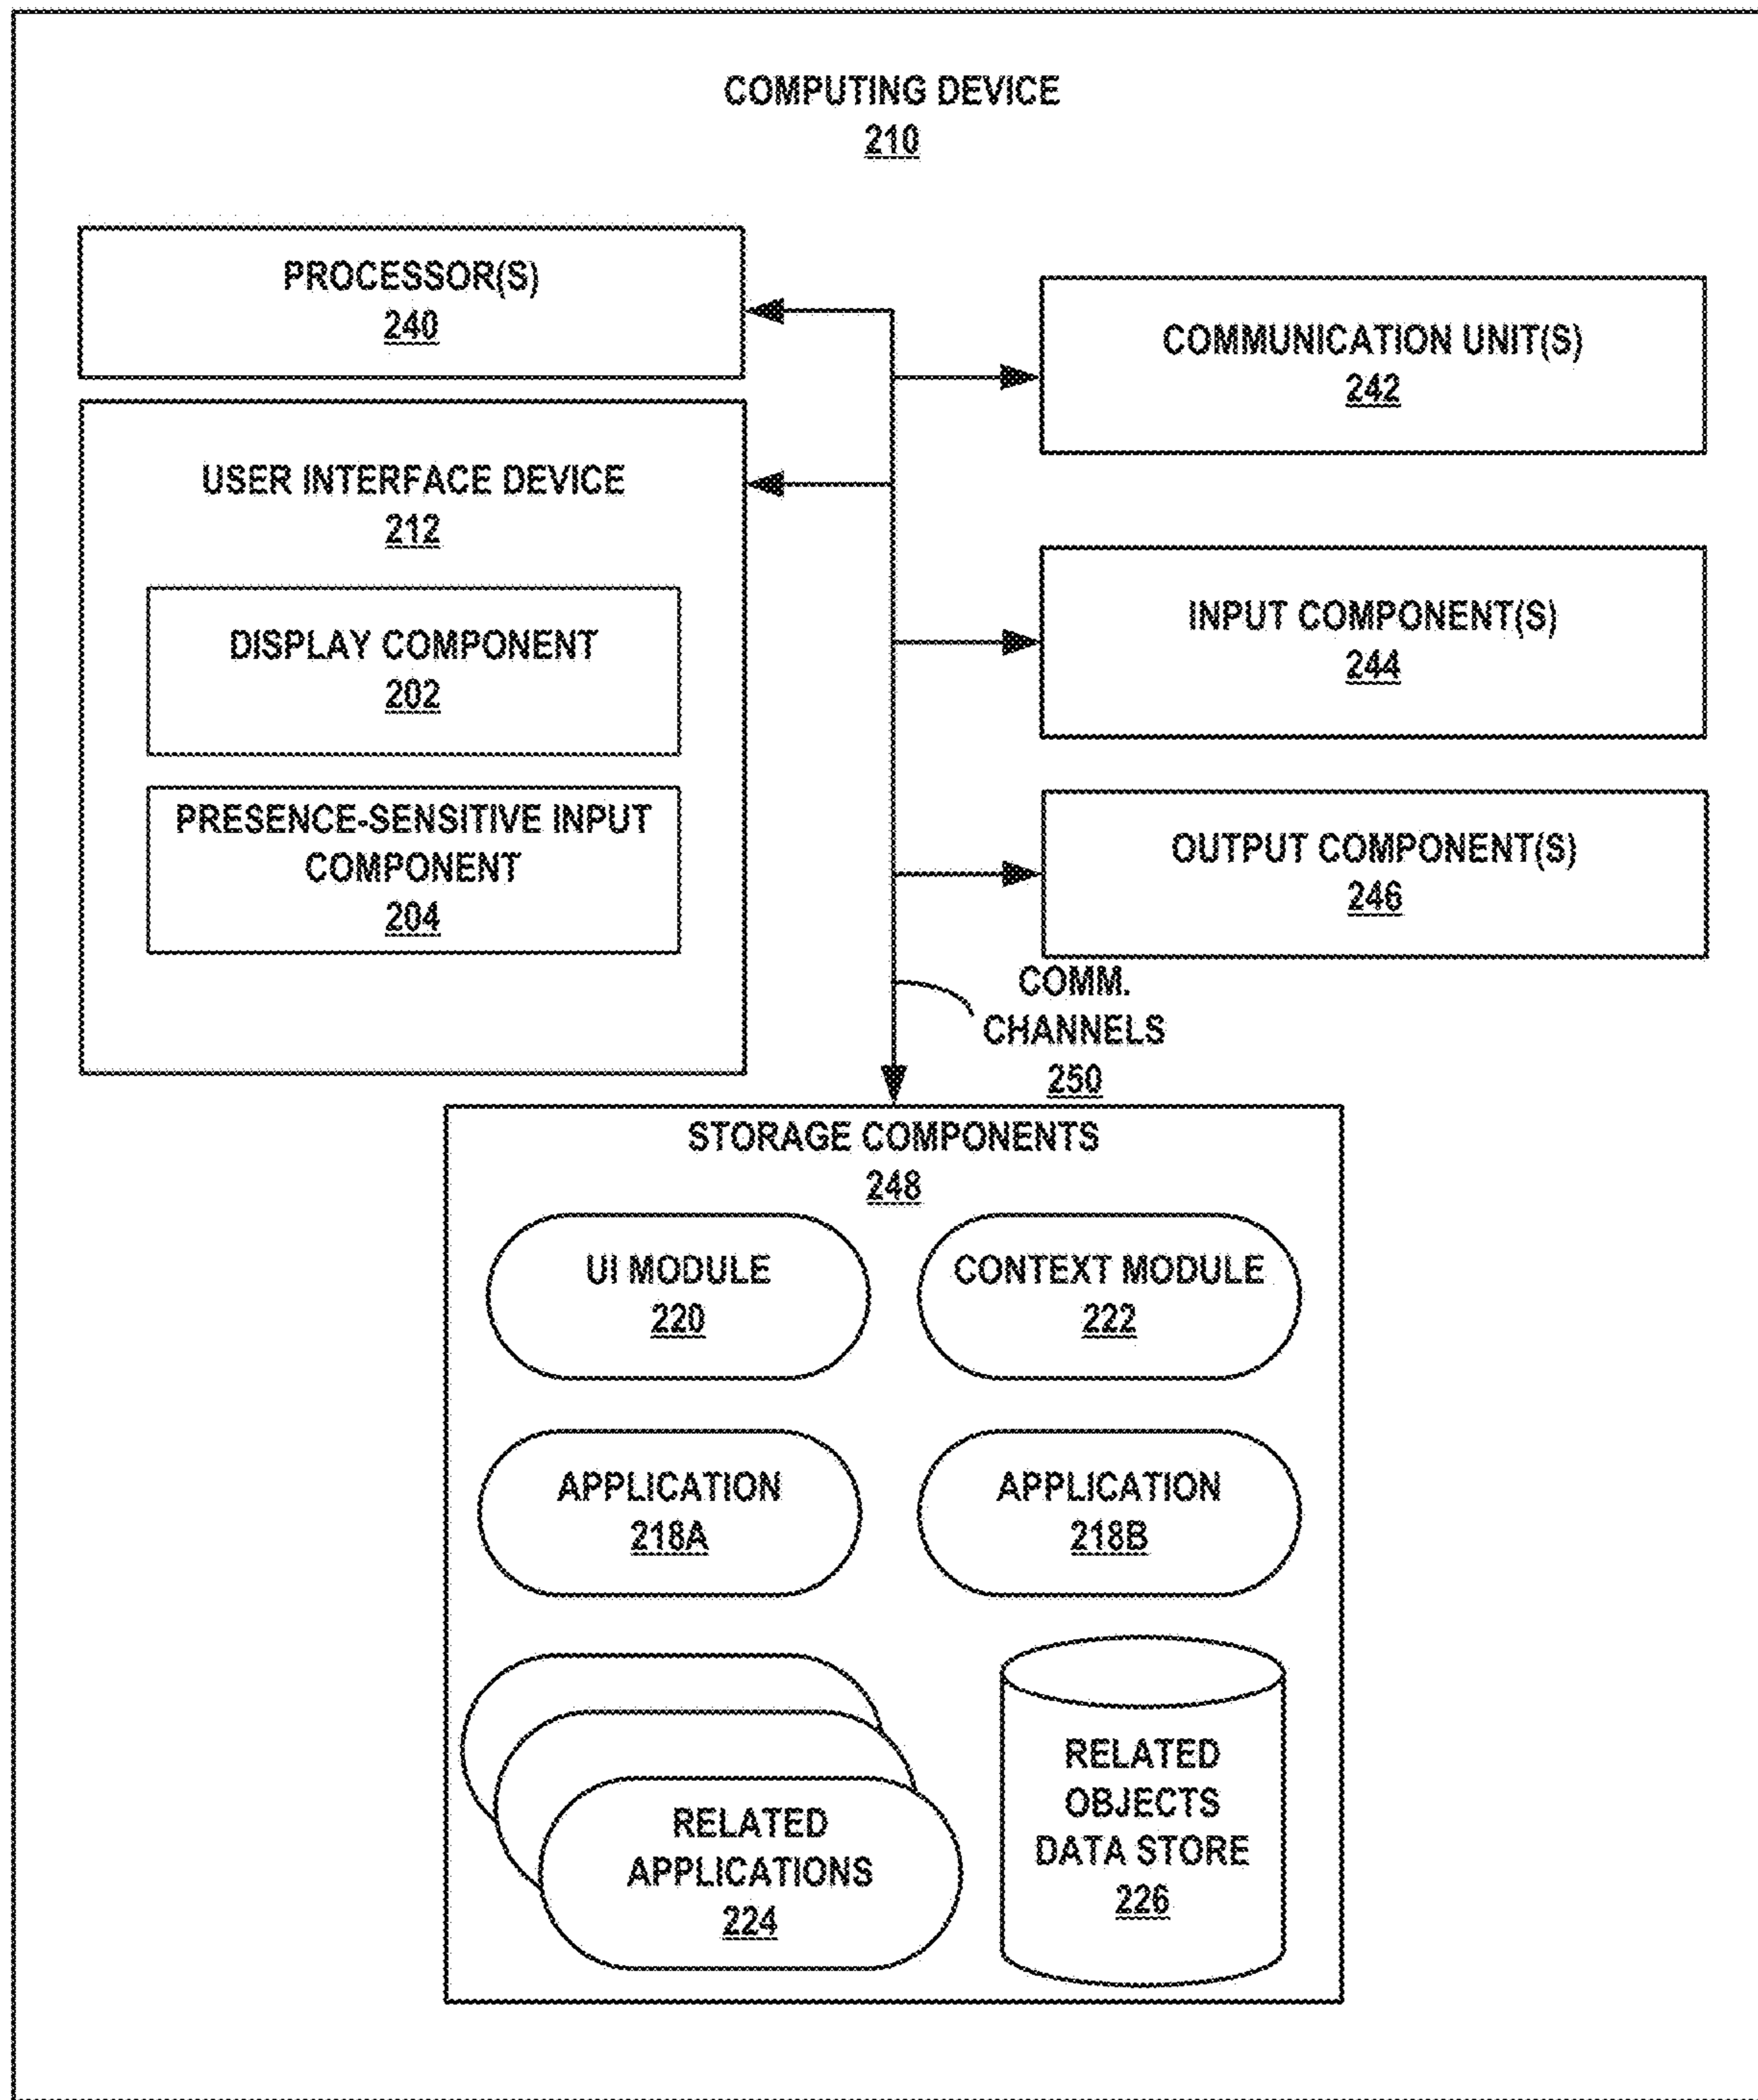 COMPUTING DEVICE
210
PROCESSOR(S)
240
COMMUNICATION UNIT(S)
242
USER INTERFACE DEVICE
212
DISPLAY COMPONENT
202
PRESENCE-SENSITIVE INPUT
COMPONENT
204
INPUT COMPONENT(S)
244
OUTPUT COMPONENT(S)
246
COMM.
CHANNELS
250
STORAGE COMPONENTS
248
UI MODULE
220
CONTEXT MODULE
222
APPLICATION
218A
APPLICATION
218B
RELATED
APPLICATIONS
224
RELATED
OBJECTS
DATA STORE
226